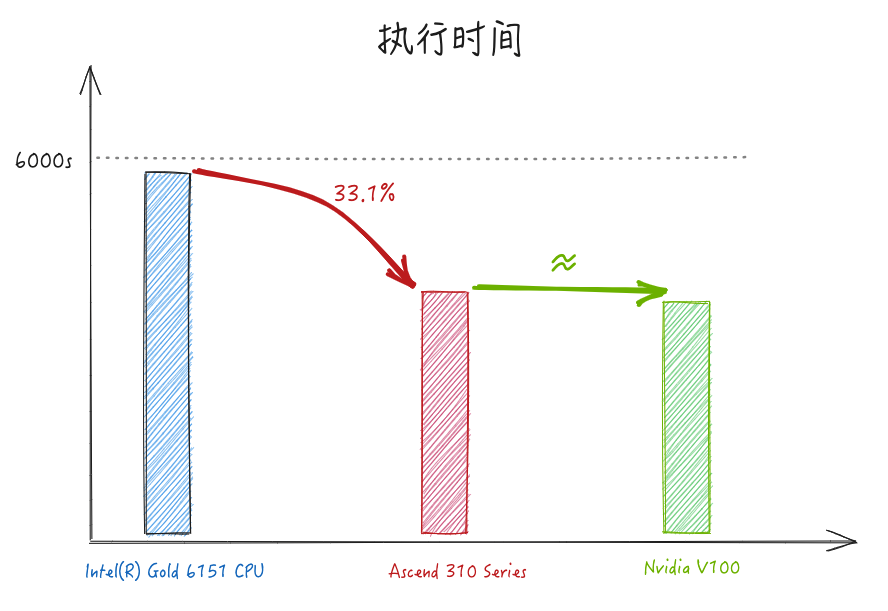 执行时间
6000s
33.1%
≈
Intel(R) Gold 6151 CPU
Ascend 310 Series
Nvidia V100